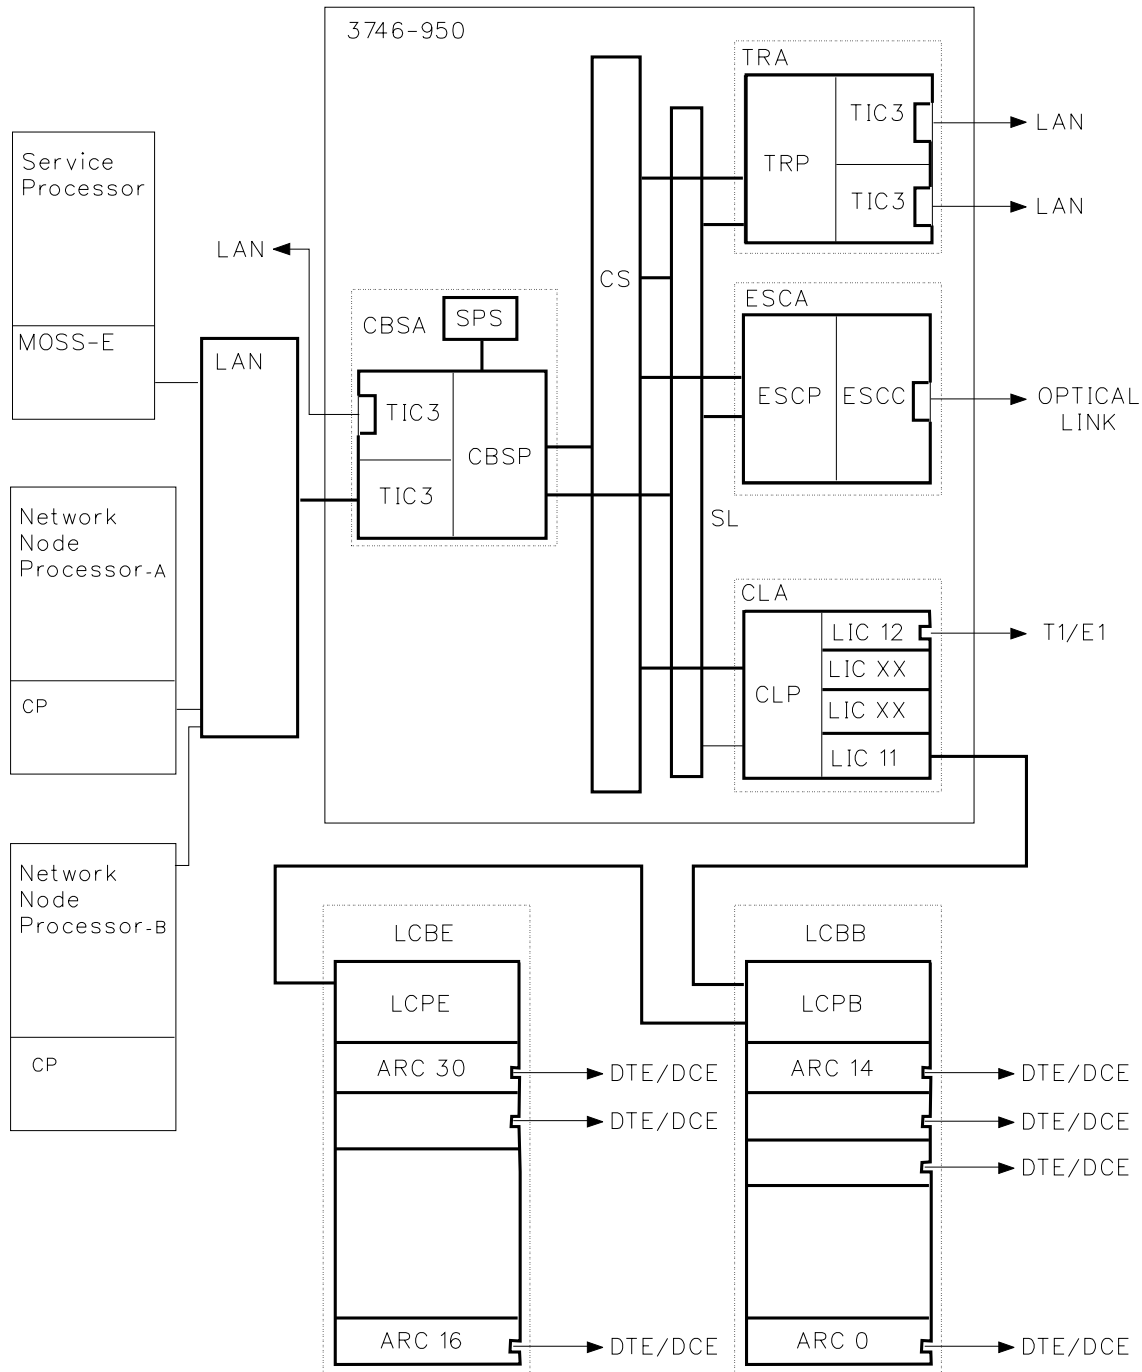 3746-950
TRA
TRP
TIC3
LAN
TIC3
LAN
Service
Processor
MOSS-E
LAN
LAN
CBSA
SPS
TIC3
TIC3
CBSP
CS
SL
ESCA
ESCP
ESCC
OPTICAL
LINK
Network
Node
Processor-A
CP
CLA
CLP
LIC 12
T1/E1
LIC XX
LIC XX
LIC 11
Network
Node
Processor-B
CP
LCBE
LCPE
ARC 30
DTE/DCE
DTE/DCE
ARC 16
DTE/DCE
LCBB
LCPB
ARC 14
DTE/DCE
DTE/DCE
DTE/DCE
ARC 0
DTE/DCE